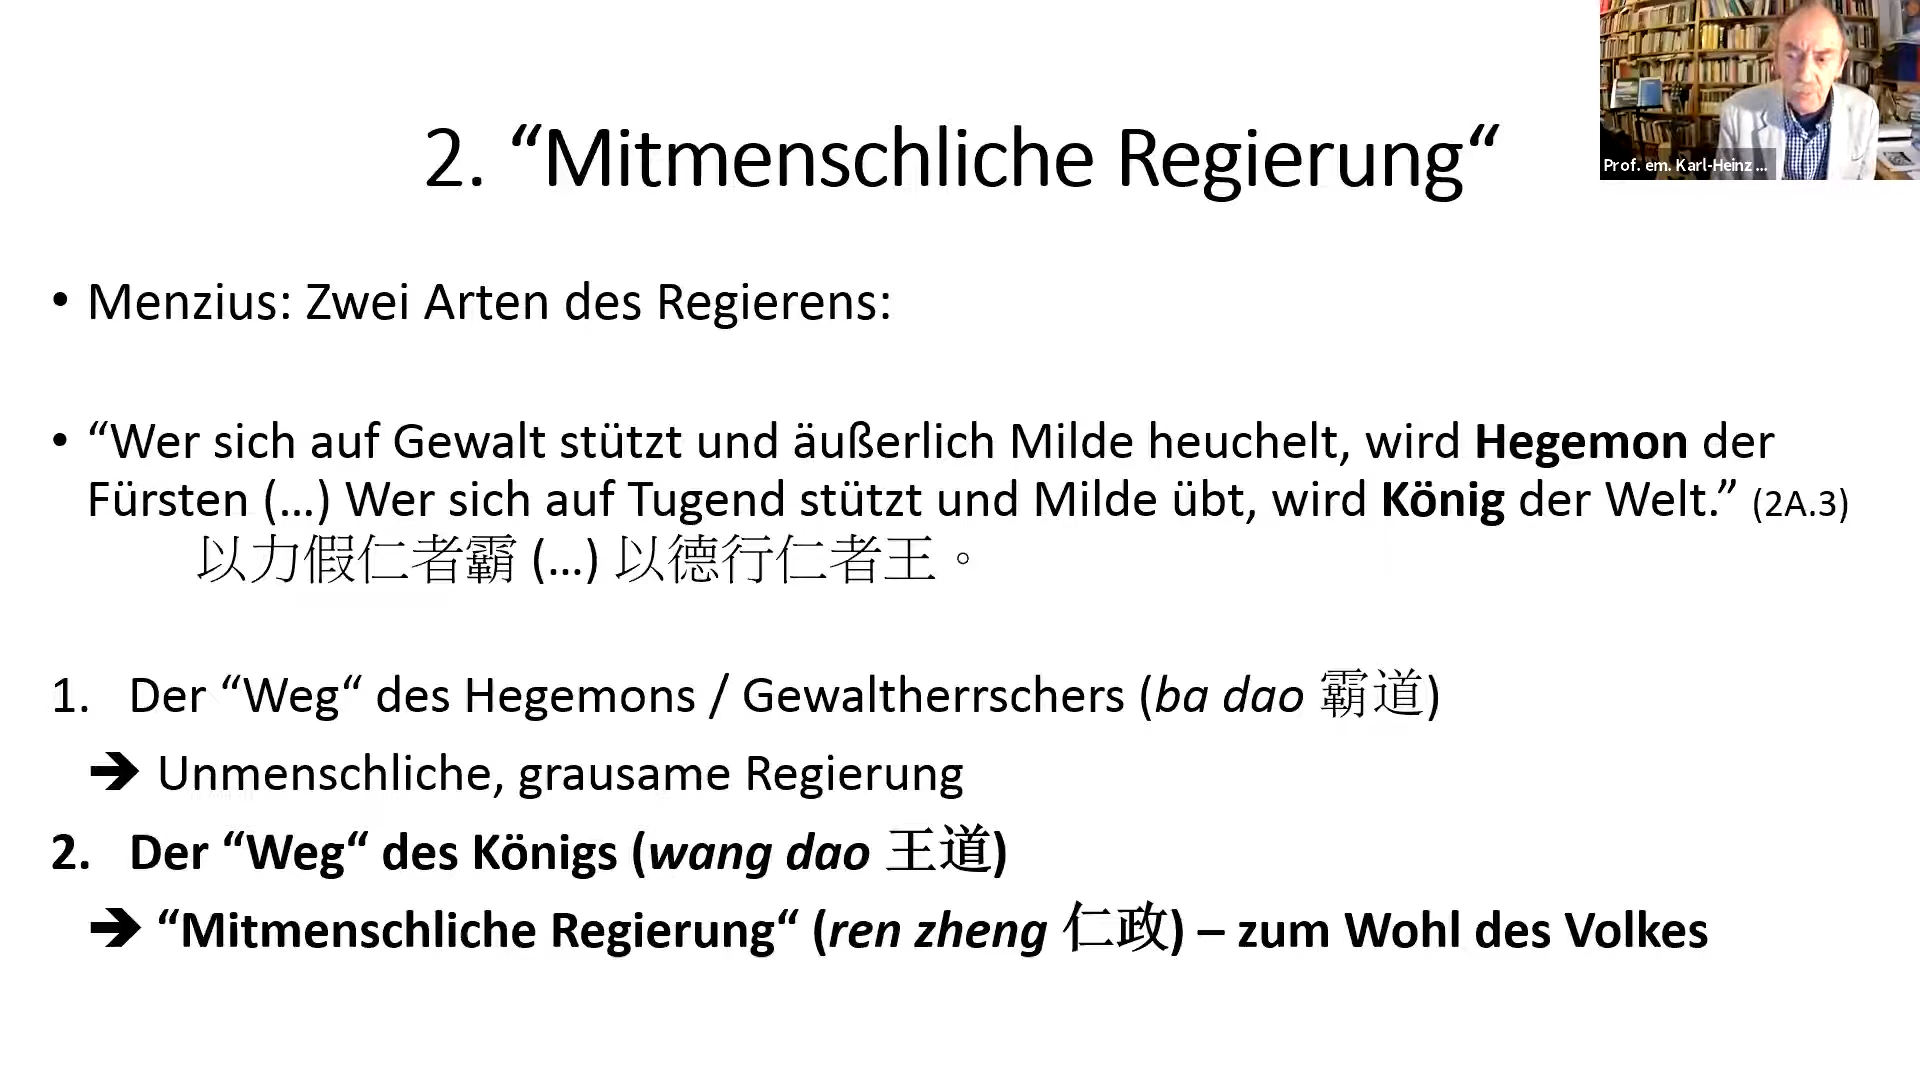 Prof. em. Karl-Heinz ...
2. “Mitmenschliche Regierung“
• Menzius: Zwei Arten des Regierens:
• “Wer sich auf Gewalt stützt und äußerlich Milde heuchelt, wird Hegemon der
Fürsten (…) Wer sich auf Tugend stützt und Milde übt, wird König der Welt.” (2A.3)
以力假仁者霸 (…) 以德行仁者王。
1. Der “Weg“ des Hegemons / Gewaltherrschers (ba dao 霸道)
➔ Unmenschliche, grausame Regierung
2. Der “Weg“ des Königs (wang dao 王道)
➔ “Mitmenschliche Regierung“ (ren zheng 仁政) – zum Wohl des Volkes